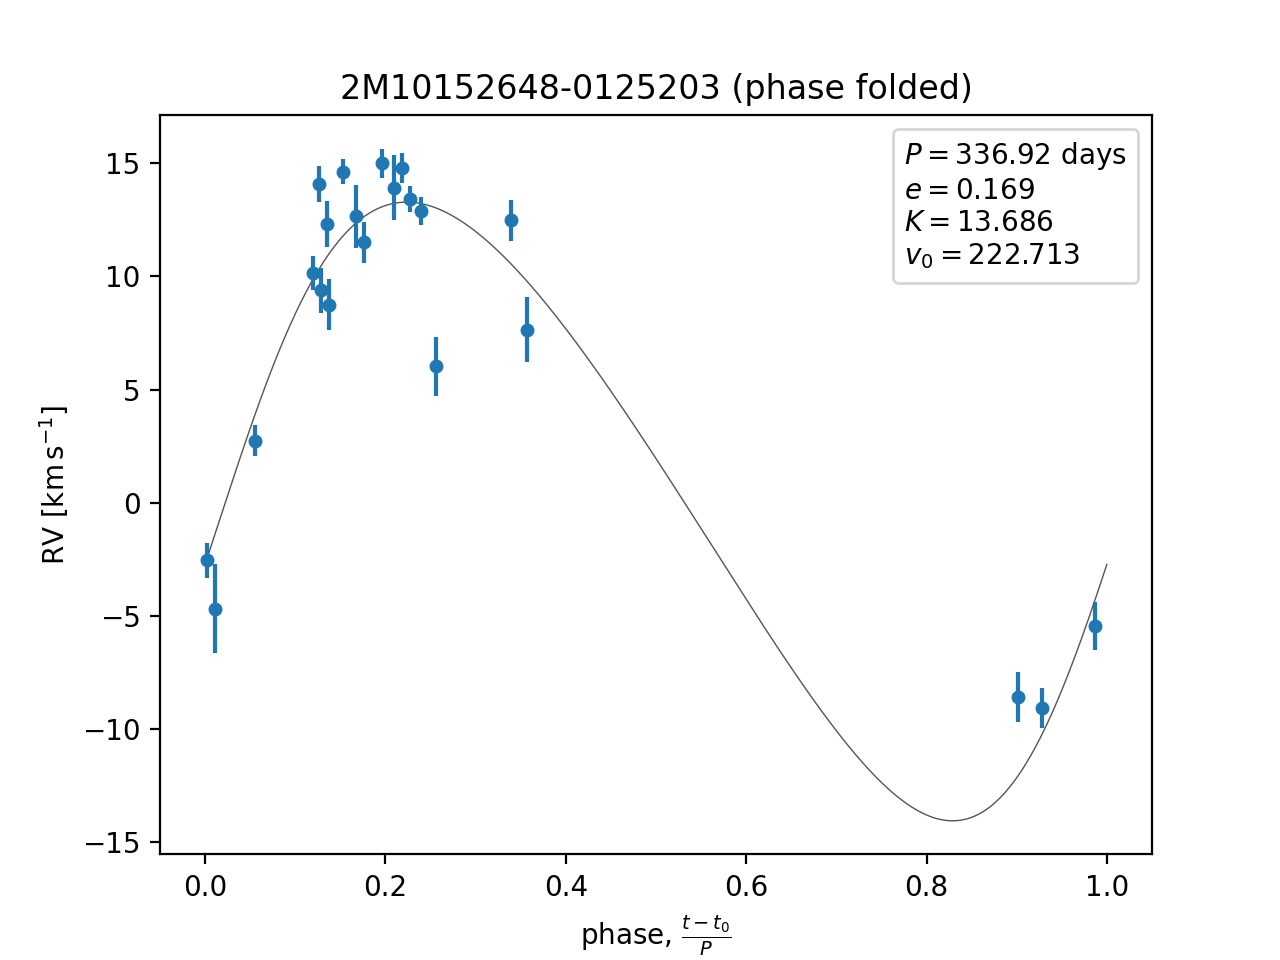 2M10152648-0125203 (phase folded)
P = 336.92 days
e = 0.169
K = 13.686
v₀ = 222.713
RV [km s⁻¹]
15
10
5
0
−5
−10
−15
0.0 0.2 0.4 0.6 0.8 1.0
phase, (t − t₀)/P